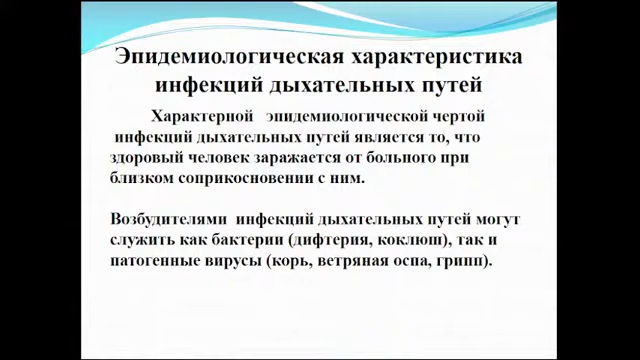 Эпидемиологическая характеристика
инфекций дыхательных путей
Характерной эпидемиологической чертой
инфекций дыхательных путей является то, что
здоровый человек заражается от больного при
близком соприкосновении с ним.
Возбудителями инфекций дыхательных путей могут
служить как бактерии (дифтерия, коклюш), так и
патогенные вирусы (корь, ветряная оспа, грипп).